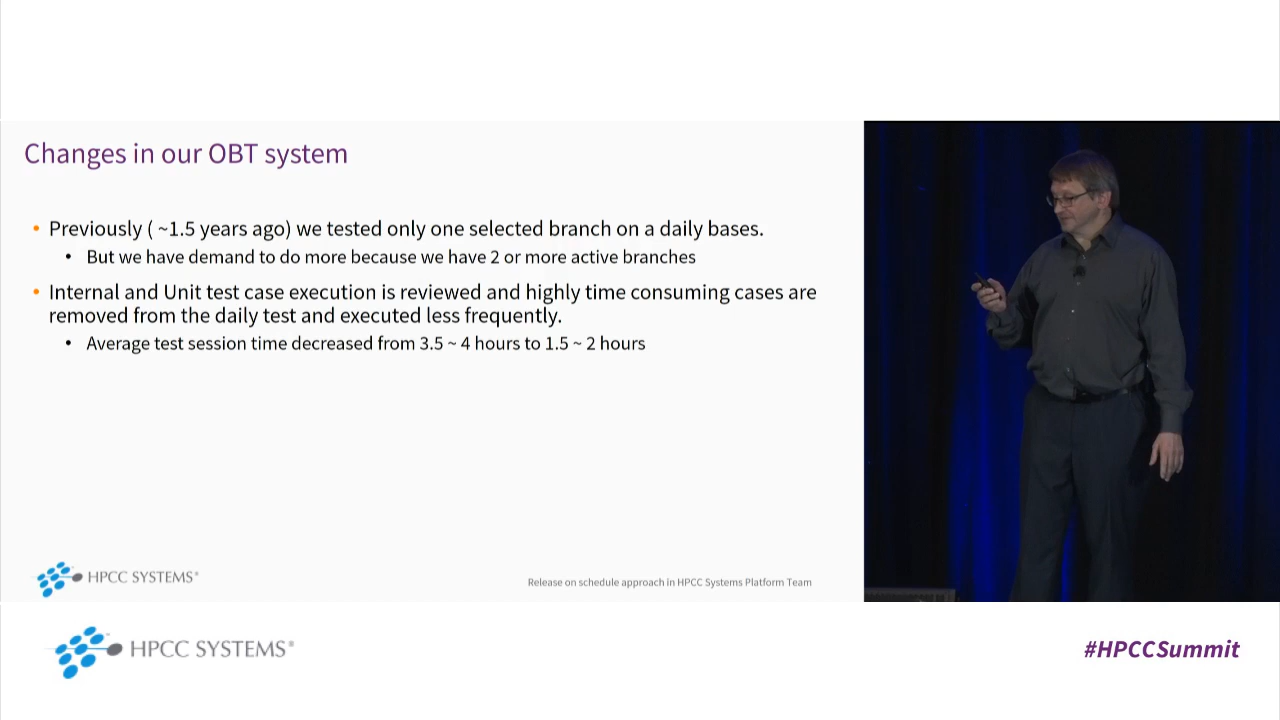 Changes in our OBT system
• Previously ( ~1.5 years ago) we tested only one selected branch on a daily bases.
• But we have demand to do more because we have 2 or more active branches
• Internal and Unit test case execution is reviewed and highly time consuming cases are
removed from the daily test and executed less frequently.
• Average test session time decreased from 3.5 ~ 4 hours to 1.5 ~ 2 hours
HPCC SYSTEMS®
Release on schedule approach in HPCC Systems Platform Team
HPCC SYSTEMS®
#HPCCSummit